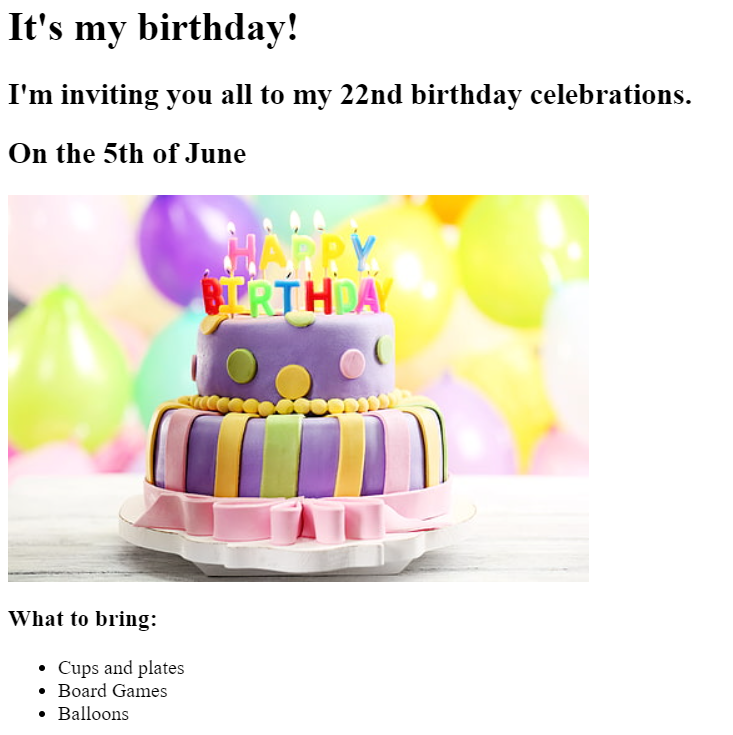 It's my birthday!
I'm inviting you all to my 22nd birthday celebrations.
On the 5th of June
HAPPY
BIRTHDAY
What to bring:
Cups and plates
Board Games
Balloons